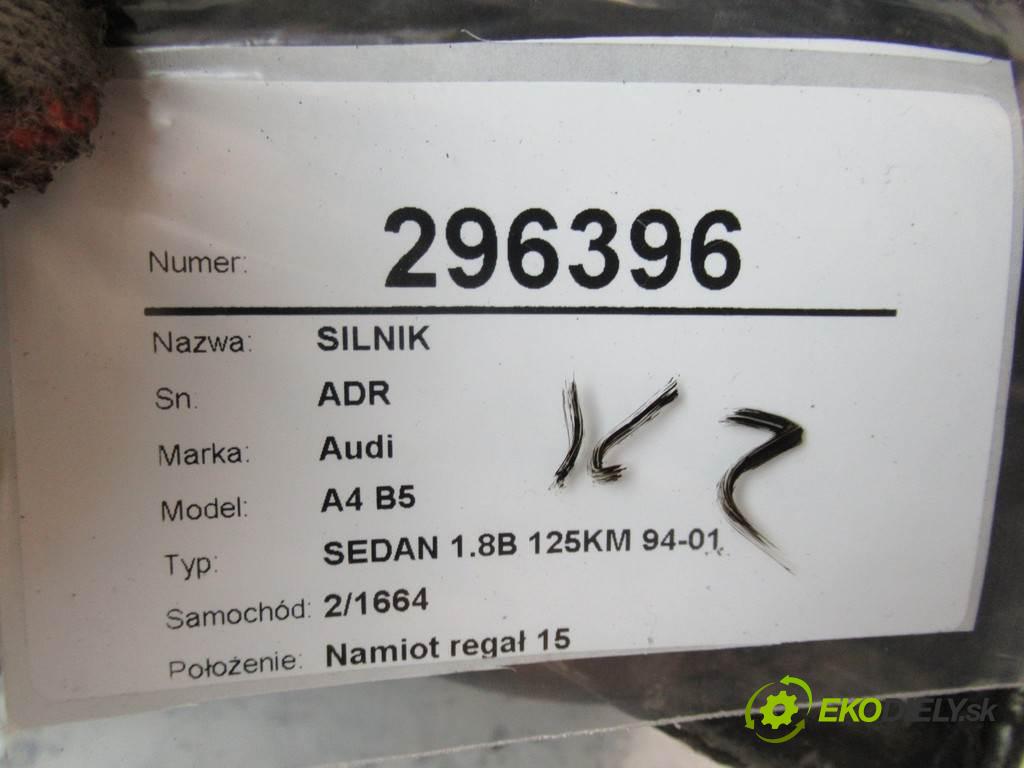 Numer: 296396
Nazwa: SILNIK
Sn. ADR
Marka: Audi
Model: A4 B5
Typ: SEDAN 1.8B 125KM 94-01
Samochód: 2/1664
Położenie: Namiot regał 15
EKODIELY.sk